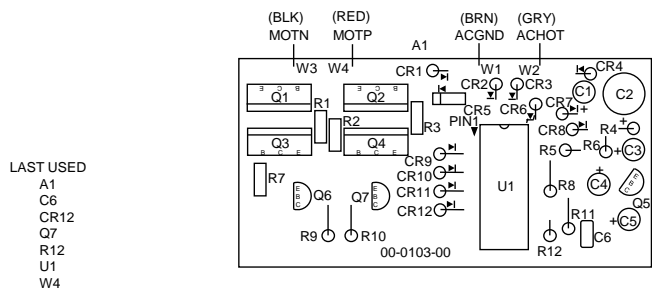 (BLK) (RED) (BRN) (GRY)
MOTN MOTP ACGND ACHOT
A1
W3 W4 CR1 W1 W2 CR4
CR2 CR3
E C B E C B
Q1 Q2 C1 C2
R1 CR5 CR6 CR7 +
R2 R3 PIN1 CR8 R4 +
Q3 Q4 R5 R6 + C3
B C E B C E CR9
LAST USED
R7 CR10 U1 + E B C
A1 E B C Q6 Q7 E B C CR11 R8 C4 Q5
C6 CR12 R11 + C5
CR12
Q7 R9 R10 00-0103-00 R12 C6
R12
U1
W4